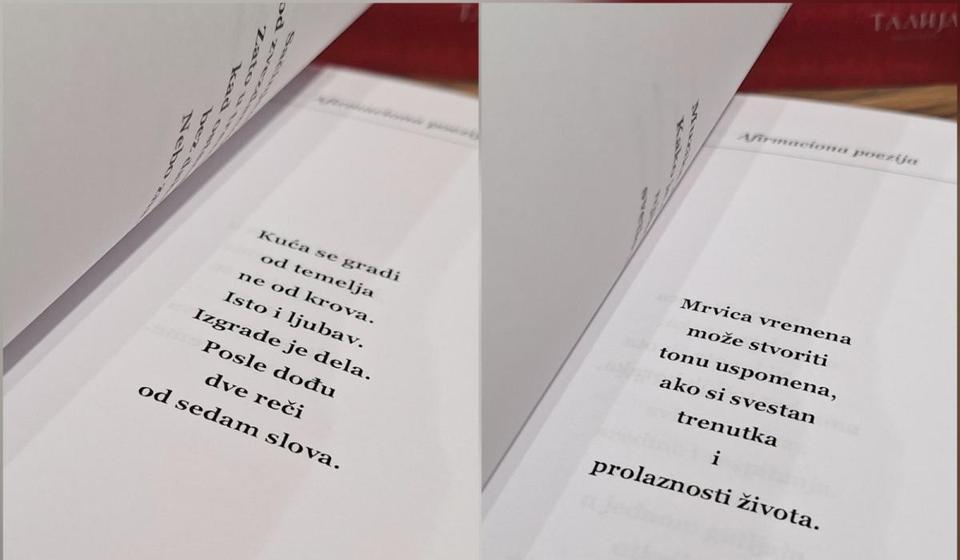 Afirmaciona poezija
Kuća se gradi
od temelja
ne od krova.
Isto i ljubav.
Izgrade je dela.
Posle dođu
dve reči
od sedam slova.
ТАЛИЈА
Afirmaciona poezija
Mrvica vremena
može stvoriti
tonu uspomena,
ako si svestan
trenutka
i
prolaznosti života.